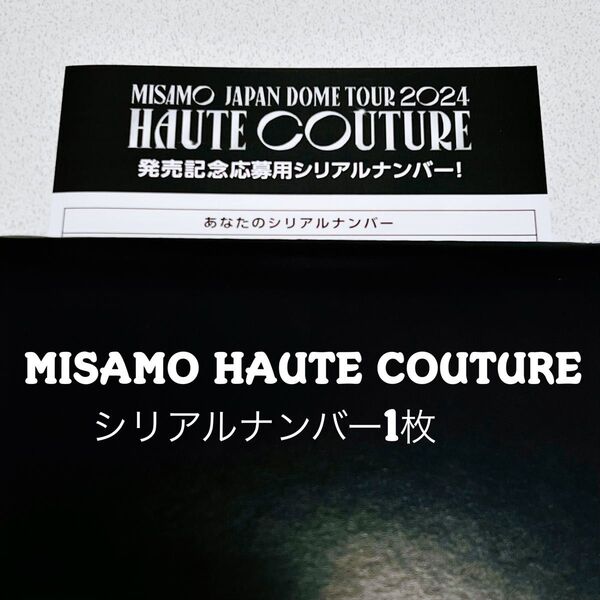 MISAMO JAPAN DOME TOUR 2024
HAUTE COUTURE
発売記念応募用シリアルナンバー!
あなたのシリアルナンバー
MISAMO HAUTE COUTURE
シリアルナンバー1枚